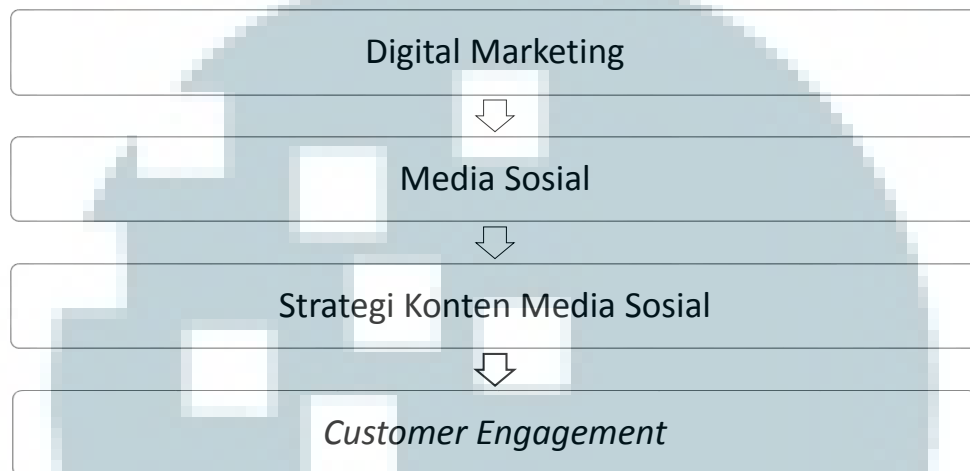 Digital Marketing
Media Sosial
Strategi Konten Media Sosial
Customer Engagement